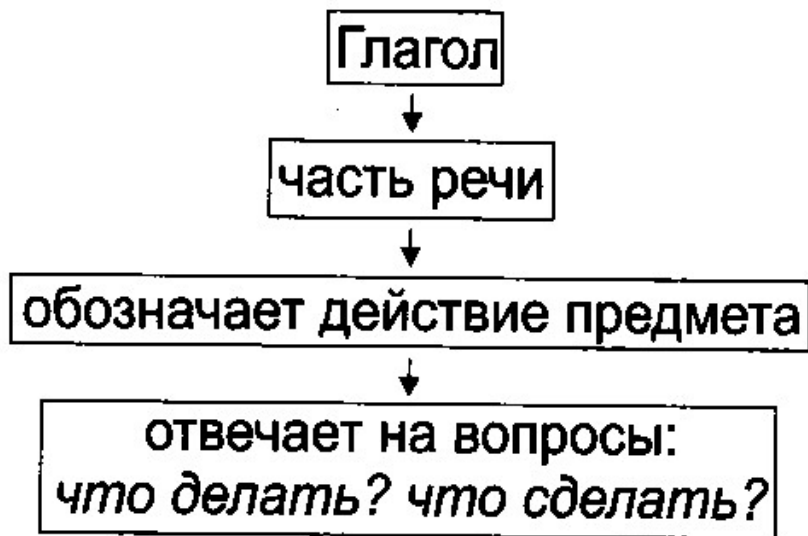 Глагол
часть речи
обозначает действие предмета
отвечает на вопросы:
что делать? что сделать?